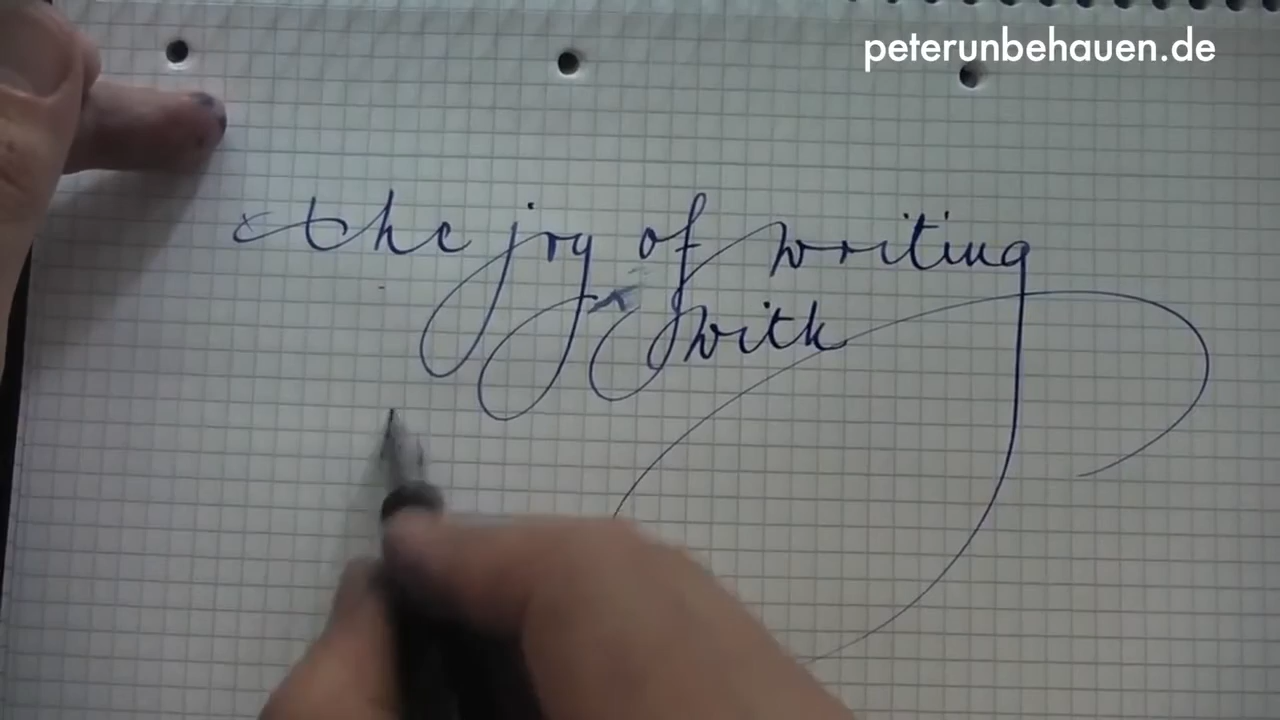 peterunbehauen.de
the joy of writing
with